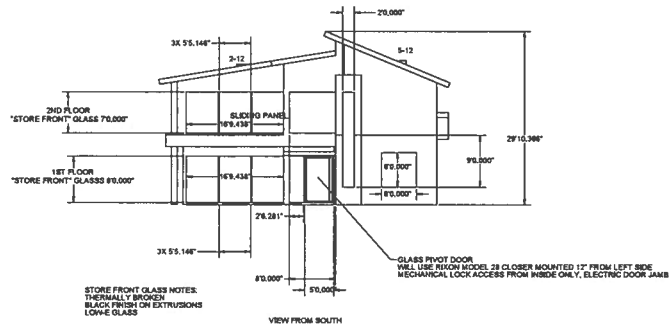 2'0.000"
3X 5'5.146"
2-12
5-12
2ND FLOOR
"STORE FRONT" GLASS 7'0.000"
SLIDING PANEL
16'9.438"
29'10.396"
9'0.000"
6'0.000"
6'0.000"
1ST FLOOR
"STORE FRONT" GLASSS 8'0.000"
16'9.438"
2'6.281"
3X 5'5.146"
8'0.000"
5'0.000"
GLASS PIVOT DOOR
WILL USE RIXON MODEL 28 CLOSER MOUNTED 12" FROM LEFT SIDE
MECHANICAL LOCK ACCESS FROM INSIDE ONLY, ELECTRIC DOOR JAMB
STORE FRONT GLASS NOTES:
THERMALLY BROKEN
BLACK FINISH ON EXTRUSIONS
LOW-E GLASS
VIEW FROM SOUTH